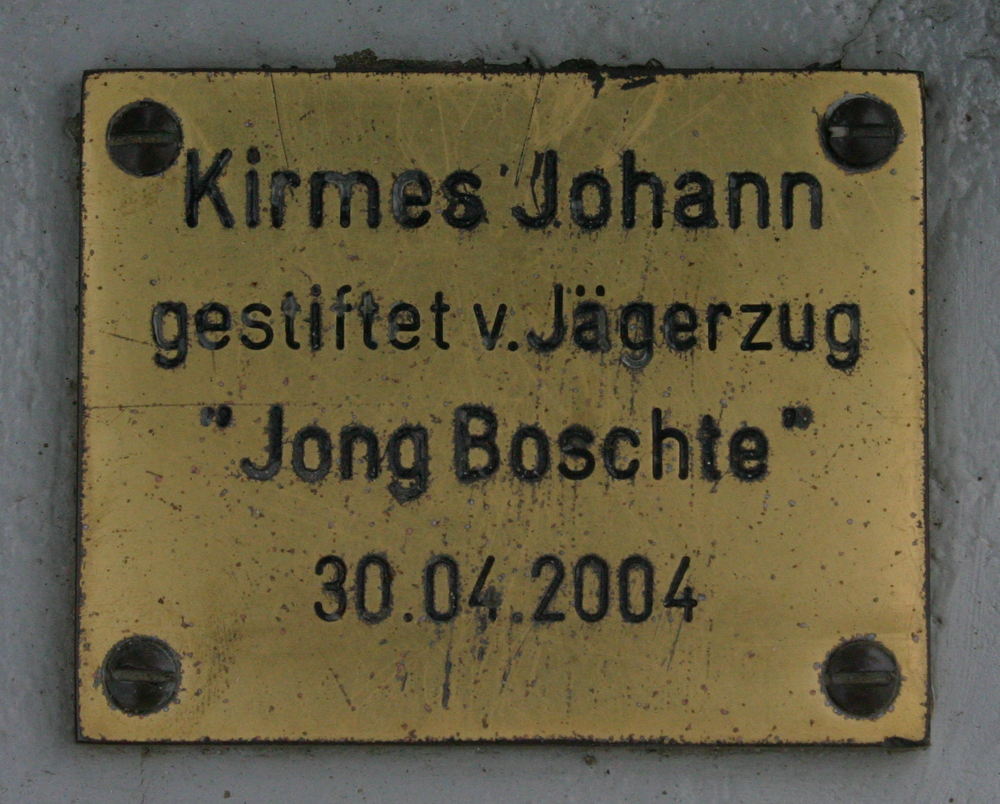 Kirmes Johann
gestiftet v. Jägerzug
"Jong Boschte"
30.04.2004